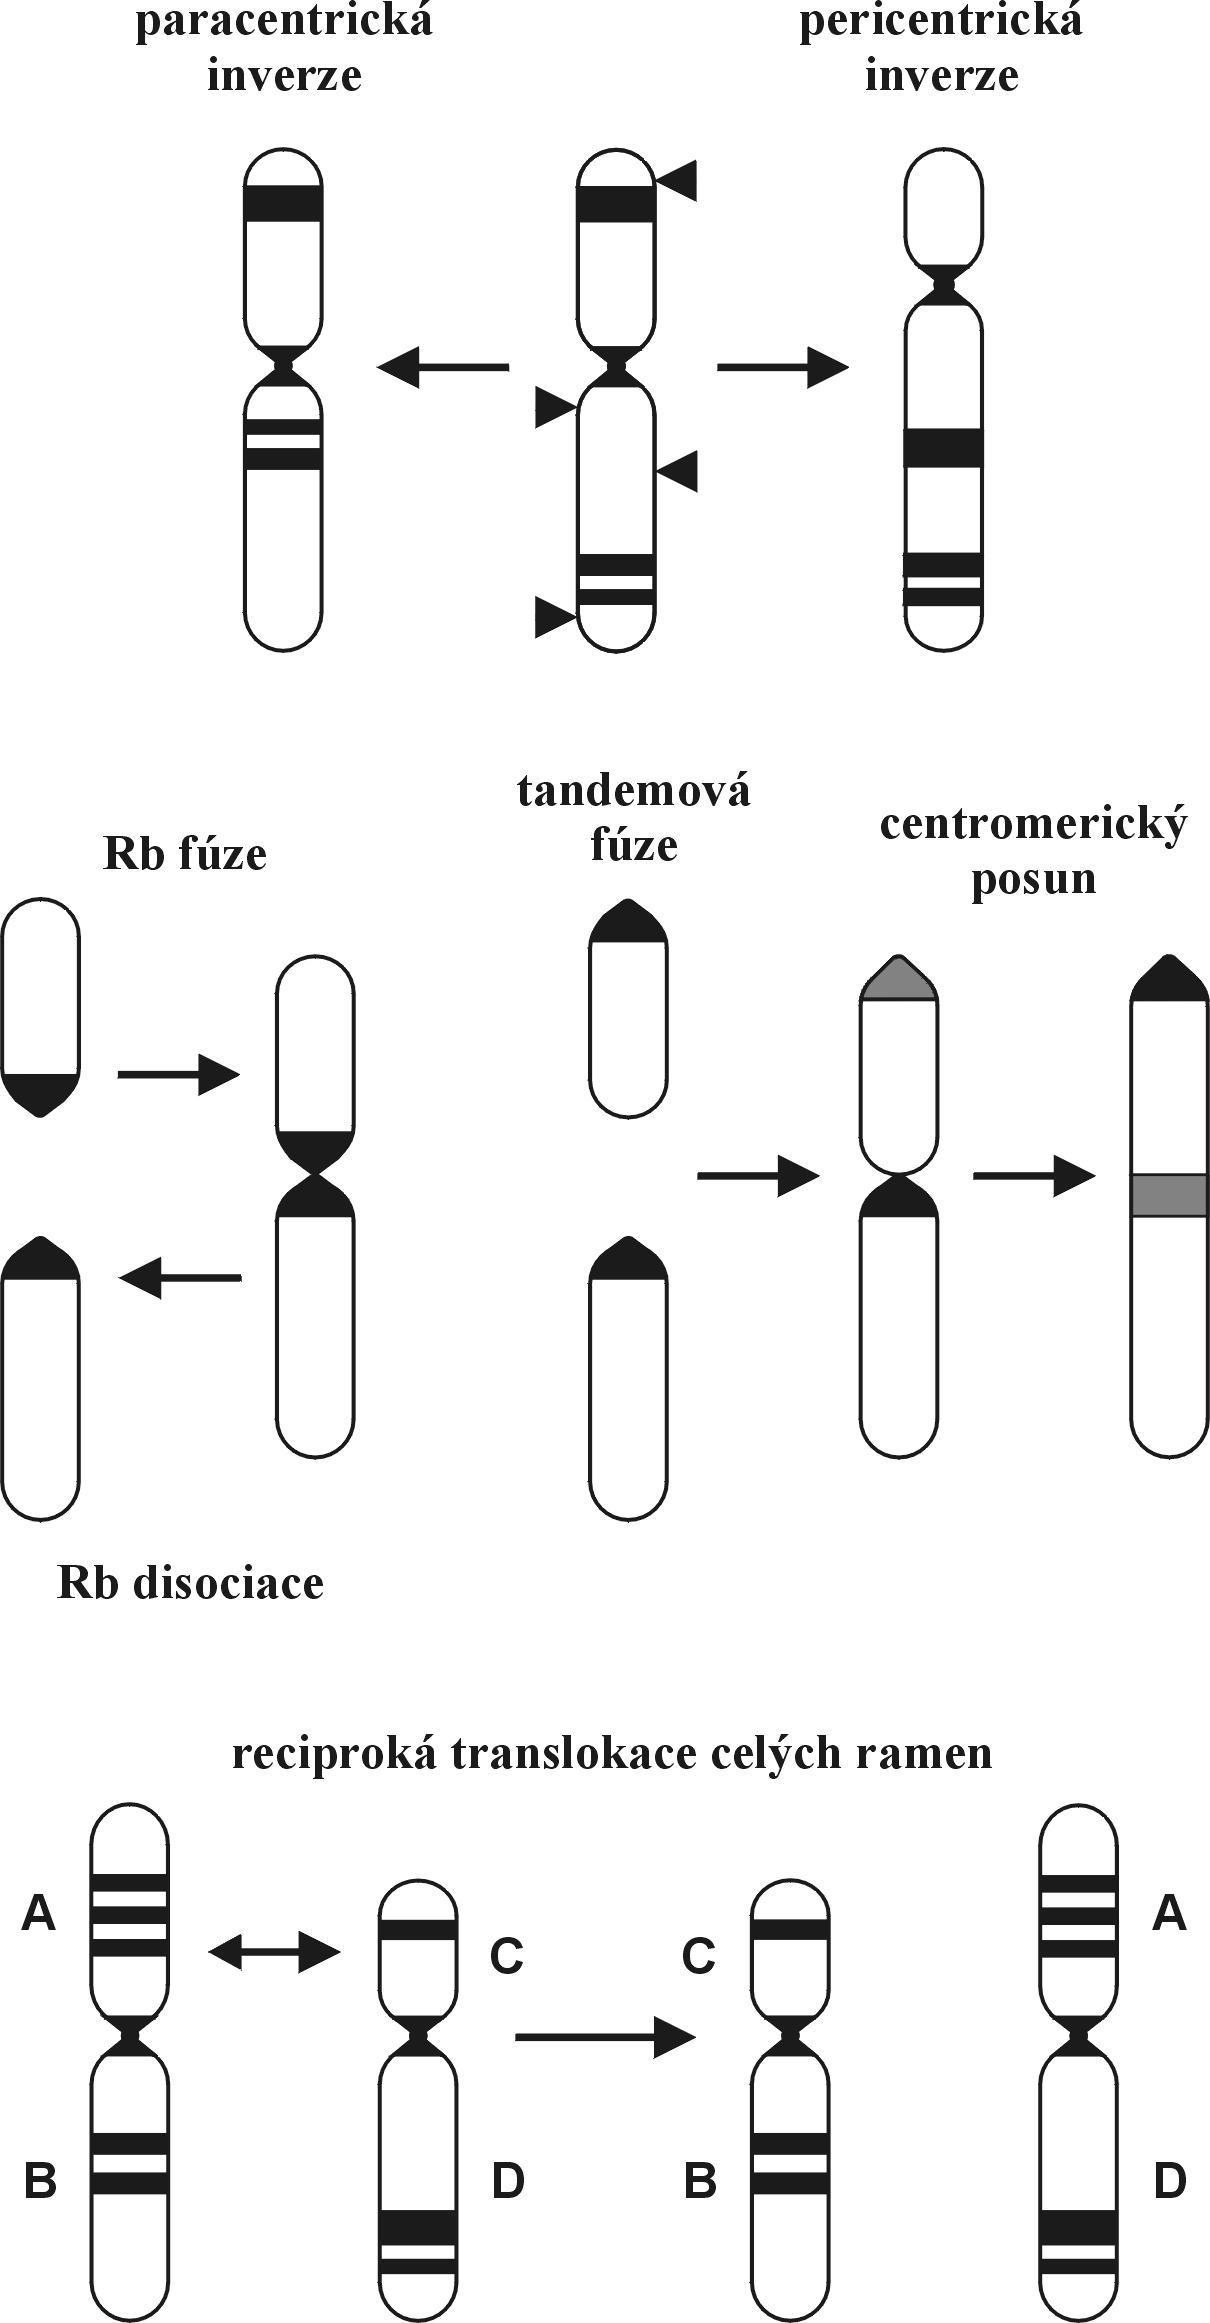 paracentrická
inverze
pericentrická
inverze
tandemová
fúze
centromerický
posun
Rb fúze
Rb disociace
reciproká translokace celých ramen
A
C
C
A
B
D
B
D